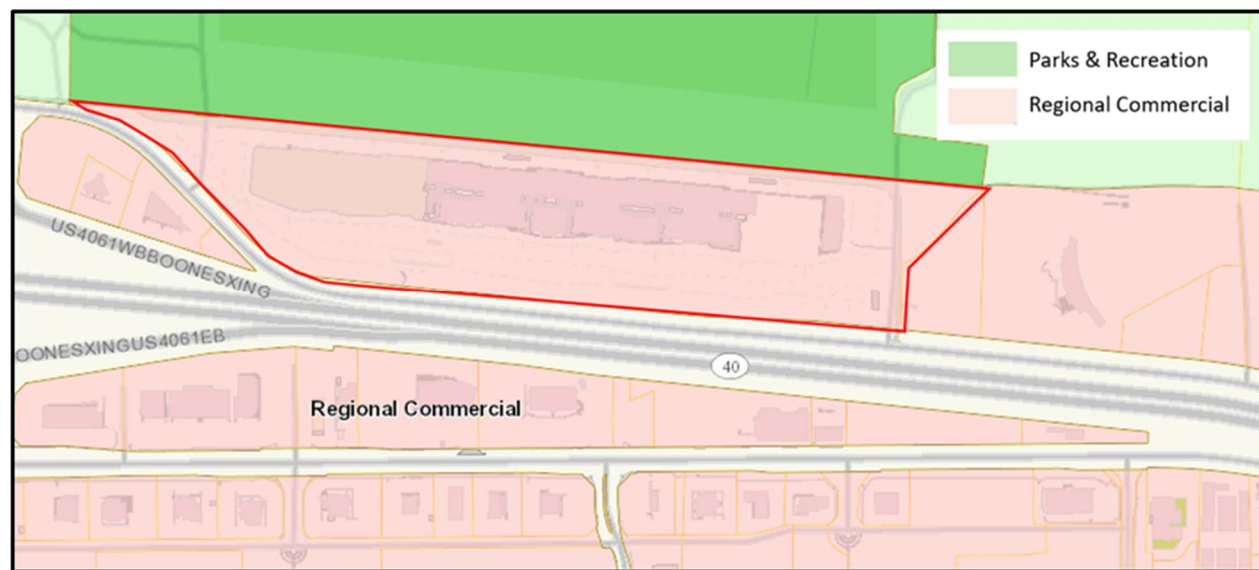 Parks & Recreation
Regional Commercial
US4061WBBOONESXING
OONESXINGUS4061EB
40
Regional Commercial